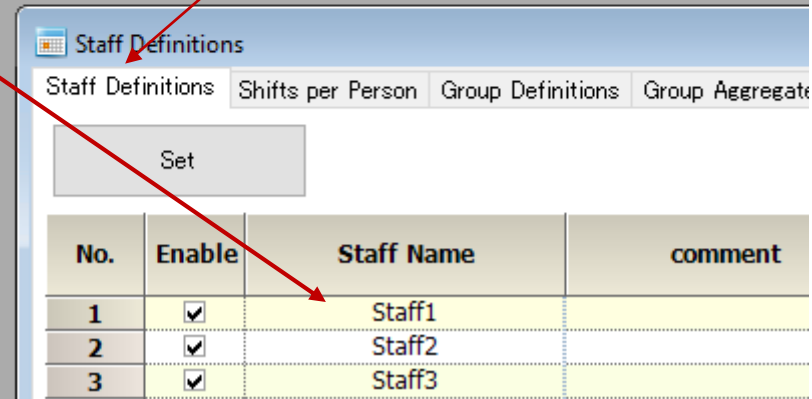 Staff Definitions
Staff Definitions Shifts per Person Group Definitions Group Aggregate
Set
No. Enable Staff Name comment
1 Staff1
2 Staff2
3 Staff3